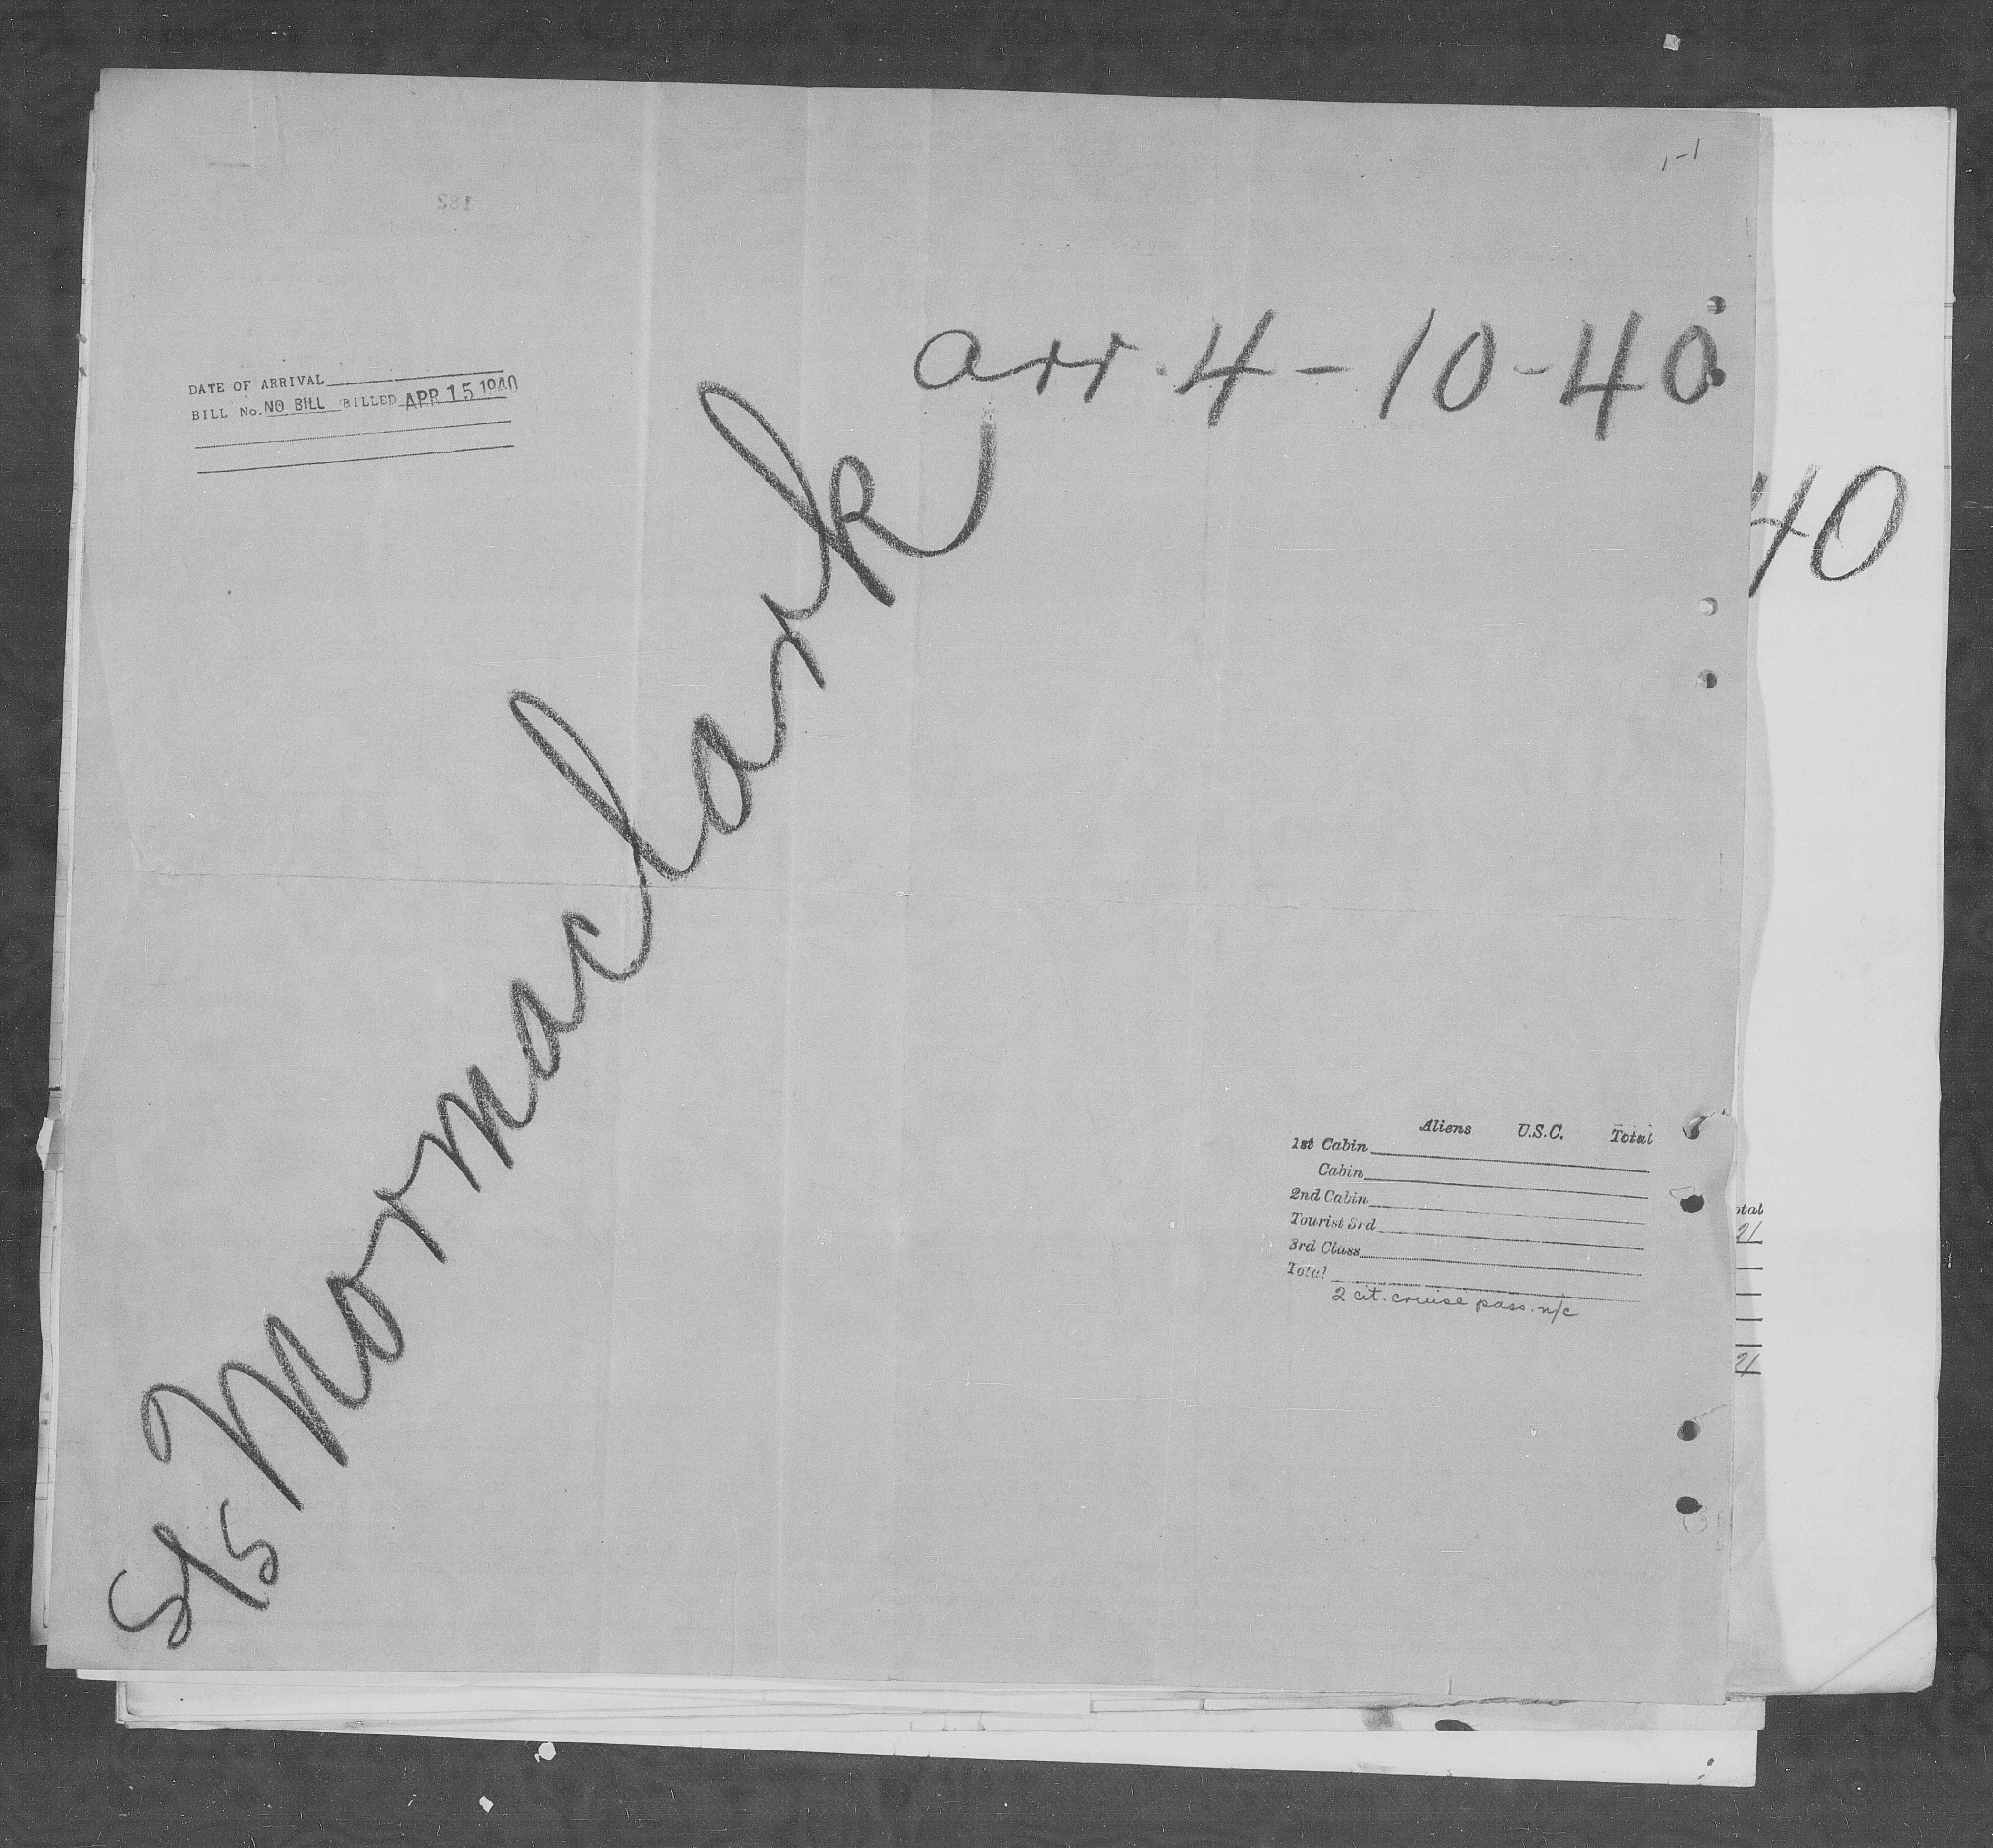 1-1
182
arr. 4-10-40
DATE OF ARRIVAL
BILL No. NO BILL BILLED APR 15 1940
40
S/S Mormaclark
Aliens U.S.C. Total
1st Cabin
Cabin
2nd Cabin
Tourist 3rd
3rd Class
Total
2 cit. cruise pass. n/c
otal
21
21